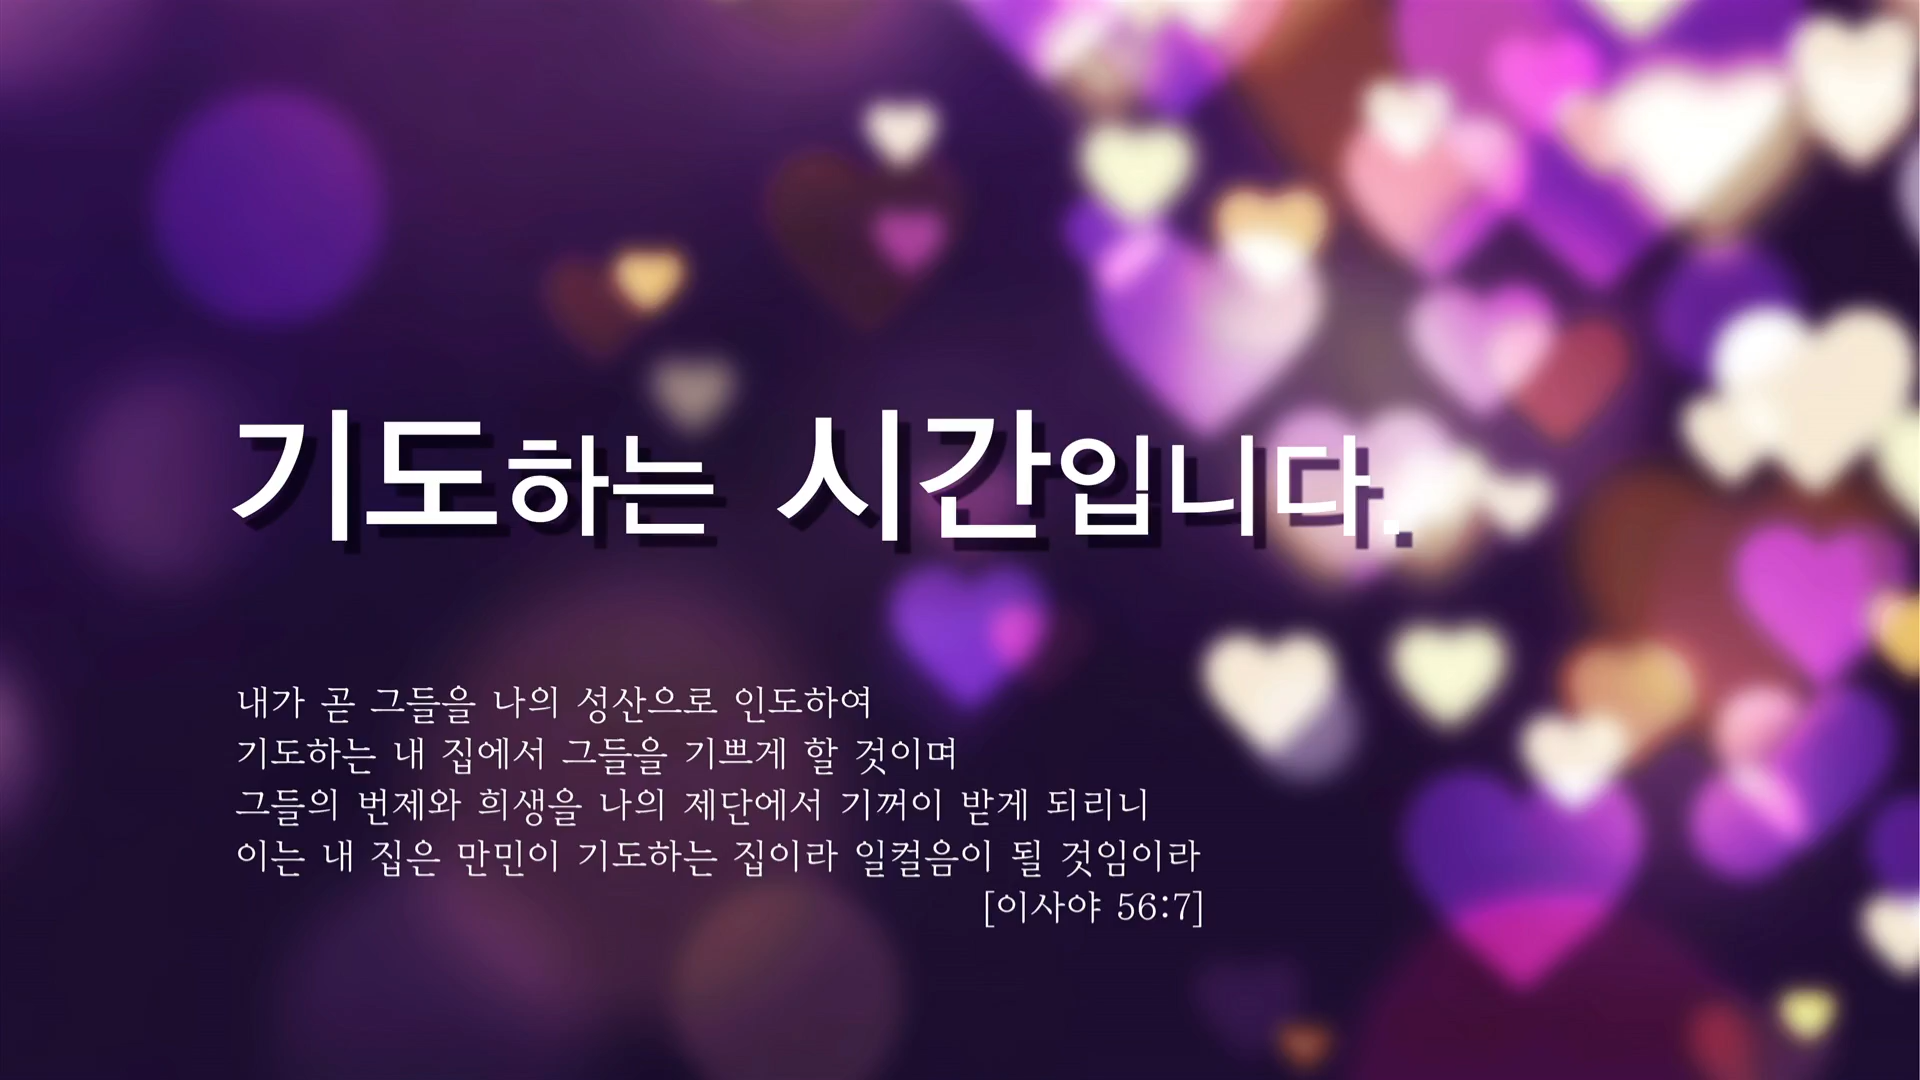 기도하는 시간입니다.
내가 곧 그들을 나의 성산으로 인도하여
기도하는 내 집에서 그들을 기쁘게 할 것이며
그들의 번제와 희생을 나의 제단에서 기꺼이 받게 되리니
이는 내 집은 만민이 기도하는 집이라 일컬음이 될 것임이라
[이사야 56:7]